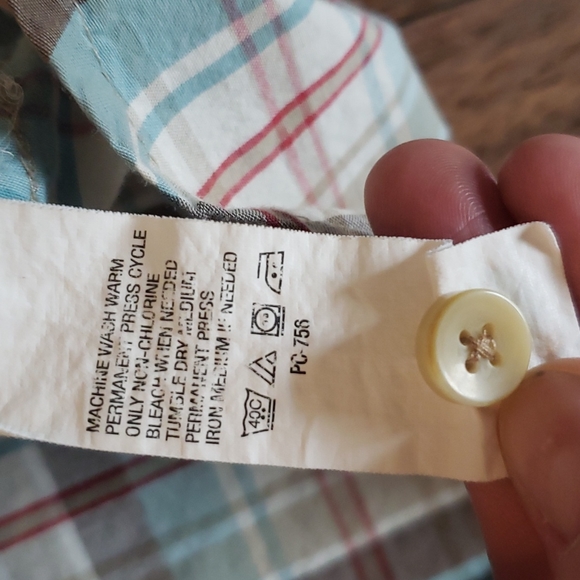 MACHINE WASH WARM
PERMANENT PRESS CYCLE
ONLY NON-CHLORINE
BLEACH WHEN NEEDED
TUMBLE DRY MEDIUM
PERMANENT PRESS
IRON MEDIUM IF NEEDED
40C
PC-756